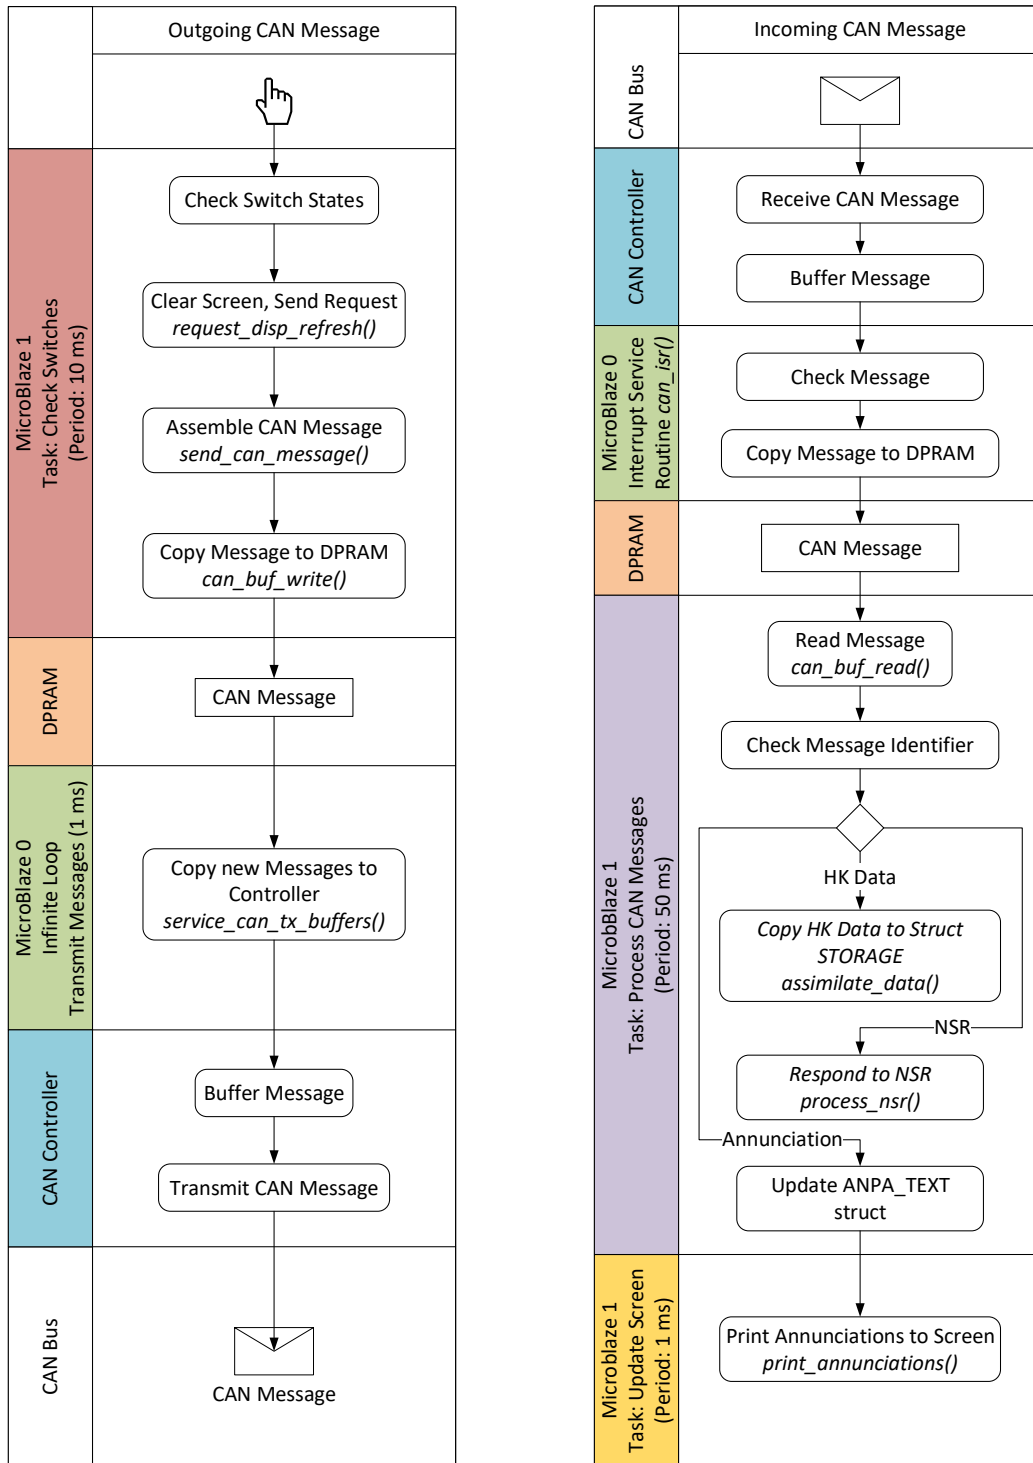 Outgoing CAN Message
MicroBlaze 1
Task: Check Switches
(Period: 10 ms)
Check Switch States
Clear Screen, Send Request
request_disp_refresh()
Assemble CAN Message
send_can_message()
Copy Message to DPRAM
can_buf_write()
DPRAM
CAN Message
MicroBlaze 0
Infinite Loop
Transmit Messages (1 ms)
Copy new Messages to
Controller
service_can_tx_buffers()
CAN Controller
Buffer Message
Transmit CAN Message
CAN Bus
CAN Message
Incoming CAN Message
CAN Bus
CAN Controller
Receive CAN Message
Buffer Message
MicroBlaze 0
Interrupt Service
Routine can_isr()
Check Message
Copy Message to DPRAM
DPRAM
CAN Message
MicrobBlaze 1
Task: Process CAN Messages
(Period: 50 ms)
Read Message
can_buf_read()
Check Message Identifier
HK Data
Copy HK Data to Struct
STORAGE
assimilate_data()
NSR
Respond to NSR
process_nsr()
Annunciation
Update ANPA_TEXT
struct
Microblaze 1
Task: Update Screen
(Period: 1 ms)
Print Annunciations to Screen
print_annunciations()